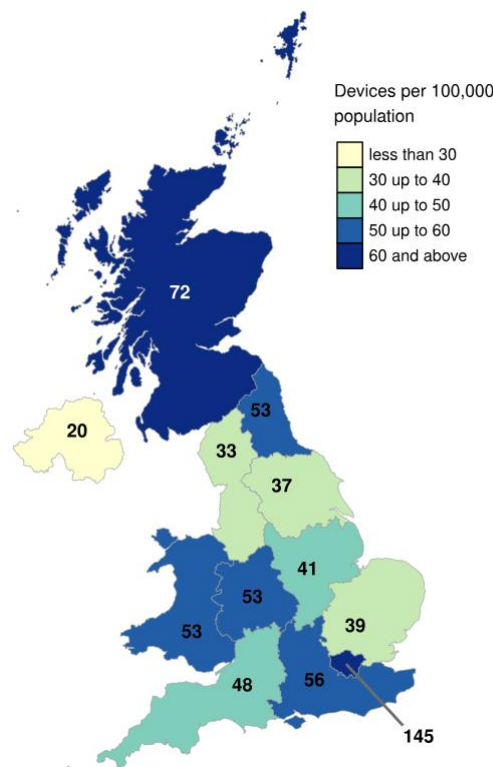 Devices per 100,000
population
less than 30
30 up to 40
40 up to 50
50 up to 60
60 and above
72
53
20
33
37
41
53
53
39
48
56
145